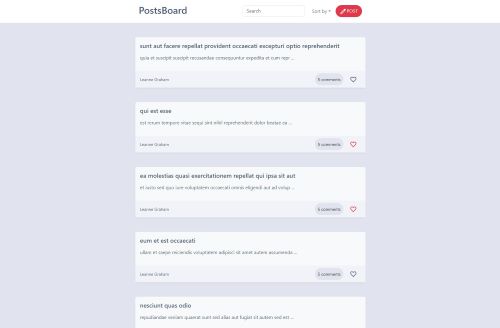 PostsBoard
Search
Sort by
POST
sunt aut facere repellat provident occaecati excepturi optio reprehenderit
quia et suscipit suscipit recusandae consequuntur expedita et cum repr ...
Leanne Graham
5 comments
qui est esse
est rerum tempore vitae sequi sint nihil reprehenderit dolor beatae ea ...
Leanne Graham
5 comments
ea molestias quasi exercitationem repellat qui ipsa sit aut
et iusto sed quo iure voluptatem occaecati omnis eligendi aut ad volup ...
Leanne Graham
5 comments
eum et est occaecati
ullam et saepe reiciendis voluptatem adipisci sit amet autem assumenda ...
Leanne Graham
5 comments
nesciunt quas odio
repudiandae veniam quaerat sunt sed alias aut fugiat sit autem sed est ...